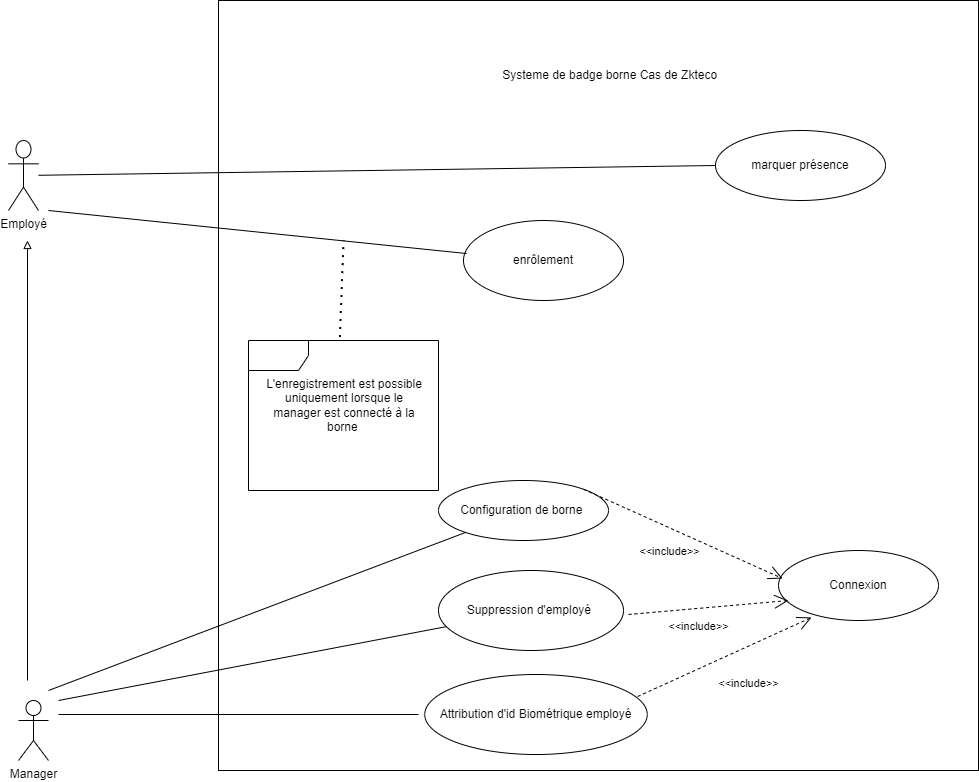 Systeme de badge borne Cas de Zkteco
marquer présence
Employé
enrôlement
L'enregistrement est possible
uniquement lorsque le
manager est connecté à la
borne
Configuration de borne
<<include>>
Connexion
Suppression d'employé
<<include>>
<<include>>
Attribution d'id Biométrique employé
Manager